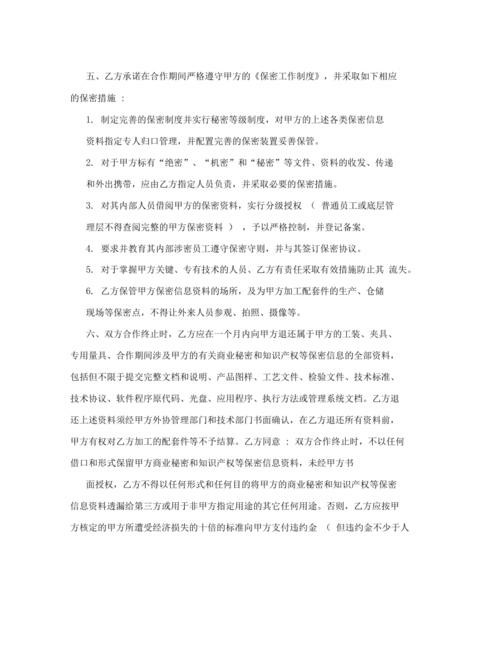 五、乙方承诺在合作期间严格遵守甲方的《保密工作制度》，并采取如下相应
的保密措施 :
1. 制定完善的保密制度并实行秘密等级制度，对甲方的上述各类保密信息
资料指定专人归口管理，并配置完善的保密装置妥善保管。
2. 对于甲方标有“绝密”、“机密”和“秘密”等文件、资料的收发、传递
和外出携带，应由乙方指定人员负责，并采取必要的保密措施。
3. 对其内部人员借阅甲方的保密资料，实行分级授权 （ 普通员工或底层管
理层不得查阅完整的甲方保密资料 ） ，予以严格控制，并登记备案。
4. 要求并教育其内部涉密员工遵守保密守则，并与其签订保密协议。
5. 对于掌握甲方关键、专有技术的人员、乙方有责任采取有效措施防止其 流失。
6. 乙方保管甲方保密信息资料的场所，及为甲方加工配套件的生产、仓储
现场等保密点，不得让外来人员参观、拍照、摄像等。
六、双方合作终止时，乙方应在一个月内向甲方退还属于甲方的工装、夹具、
专用量具、合作期间涉及甲方的有关商业秘密和知识产权等保密信息的全部资料，
包括但不限于提交完整文档和说明、产品图样、工艺文件、检验文件、技术标准、
技术协议、软件程序原代码、光盘、应用程序、执行方法或管理系统文档。乙方退
还上述资料须经甲方外协管理部门和技术部门书面确认，在乙方退还所有资料前，
甲方有权对乙方加工的配套件等不予结算。乙方同意 : 双方合作终止时，不以任何
借口和形式保留甲方商业秘密和知识产权等保密信息资料，未经甲方书
面授权，乙方不得以任何形式和任何目的将甲方的商业秘密和知识产权等保密
信息资料透漏给第三方或用于非甲方指定用途的其它任何用途。否则，乙方应按甲
方核定的甲方所遭受经济损失的十倍的标准向甲方支付违约金 （ 但违约金不少于人